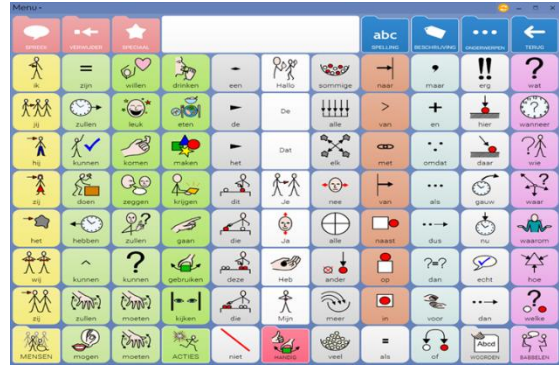 Menu
abc
SPREEK VERWIJDER SPECIAAL SPELLING BESCHRIJVING ONDERWERPEN TERUG
ik zijn willen drinken een Hallo sommige naar maar erg wat
jij zullen leuk eten de De alle van en hier wanneer
hij kunnen komen maken het Dat elk met omdat daar wie
zij doen zeggen krijgen dit Je nee van als gauw waar
het hebben zullen gaan die Ja alle naast dus nu waarom
wij kunnen kunnen gebruiken deze Heb ander op dan echt hoe
zij zullen moeten kijken die Mijn meer in voor dan welke
Abcd
MENSEN mogen moeten ACTIES niet HANDIG veel als of WOORDEN BABBELEN